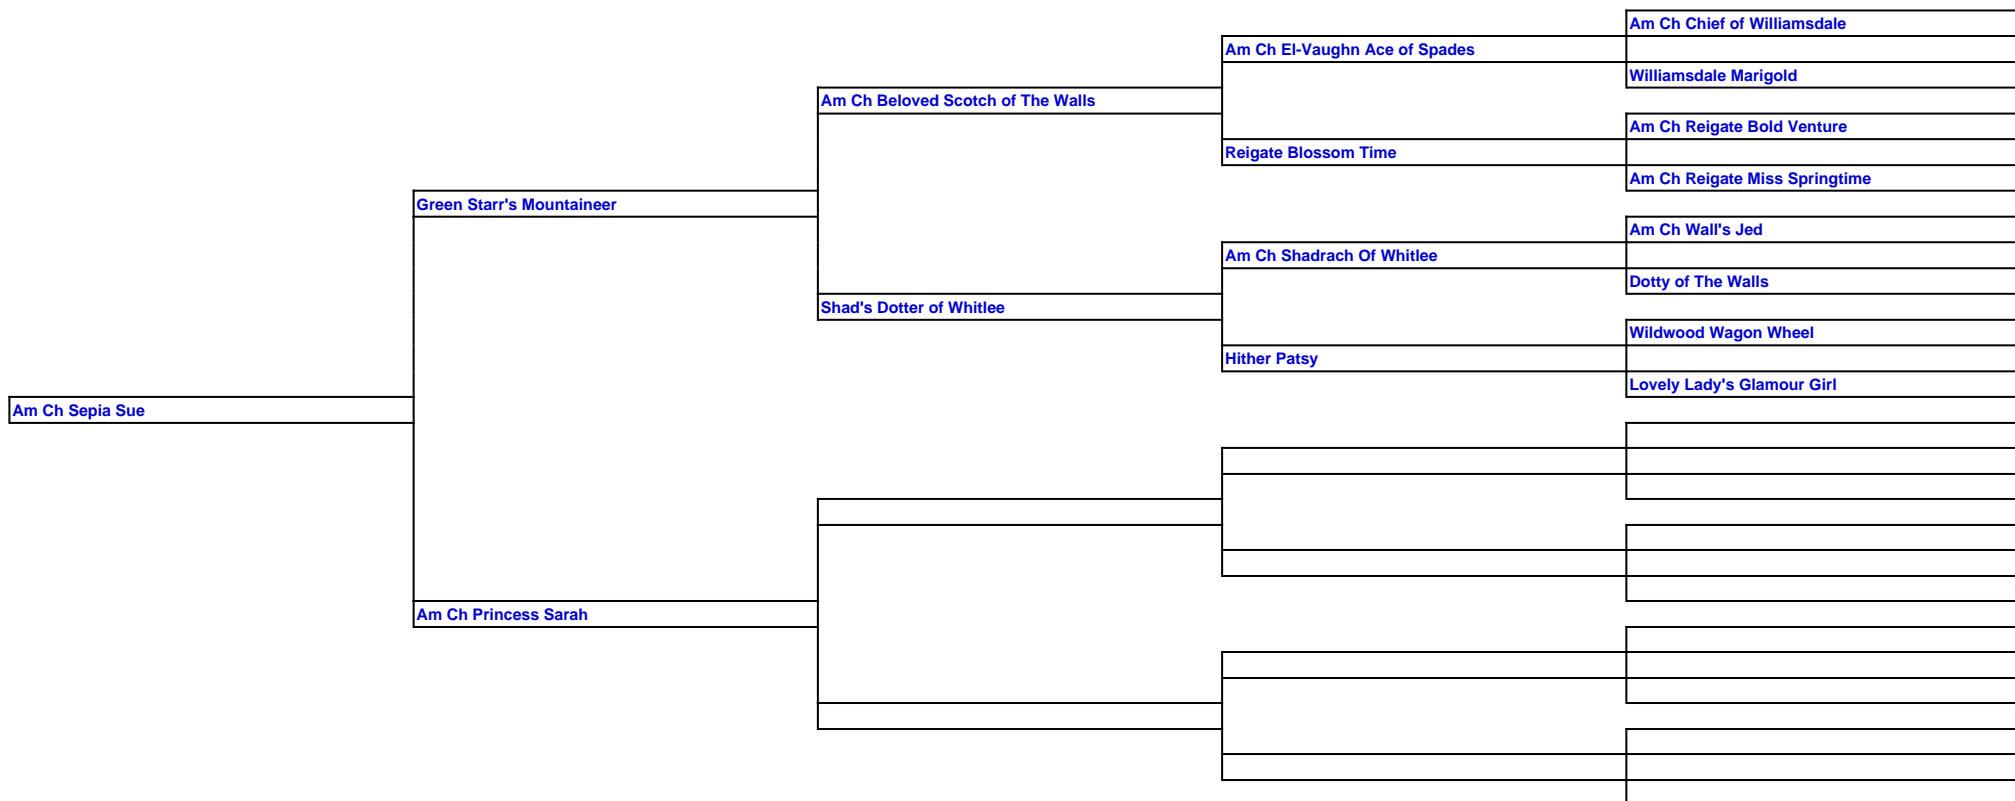 Am Ch Chief of Williamsdale
Am Ch El-Vaughn Ace of Spades
Williamsdale Marigold
Am Ch Beloved Scotch of The Walls
Am Ch Reigate Bold Venture
Reigate Blossom Time
Am Ch Reigate Miss Springtime
Green Starr's Mountaineer
Am Ch Wall's Jed
Am Ch Shadrach Of Whitlee
Dotty of The Walls
Shad's Dotter of Whitlee
Wildwood Wagon Wheel
Hither Patsy
Lovely Lady's Glamour Girl
Am Ch Sepia Sue
Am Ch Princess Sarah